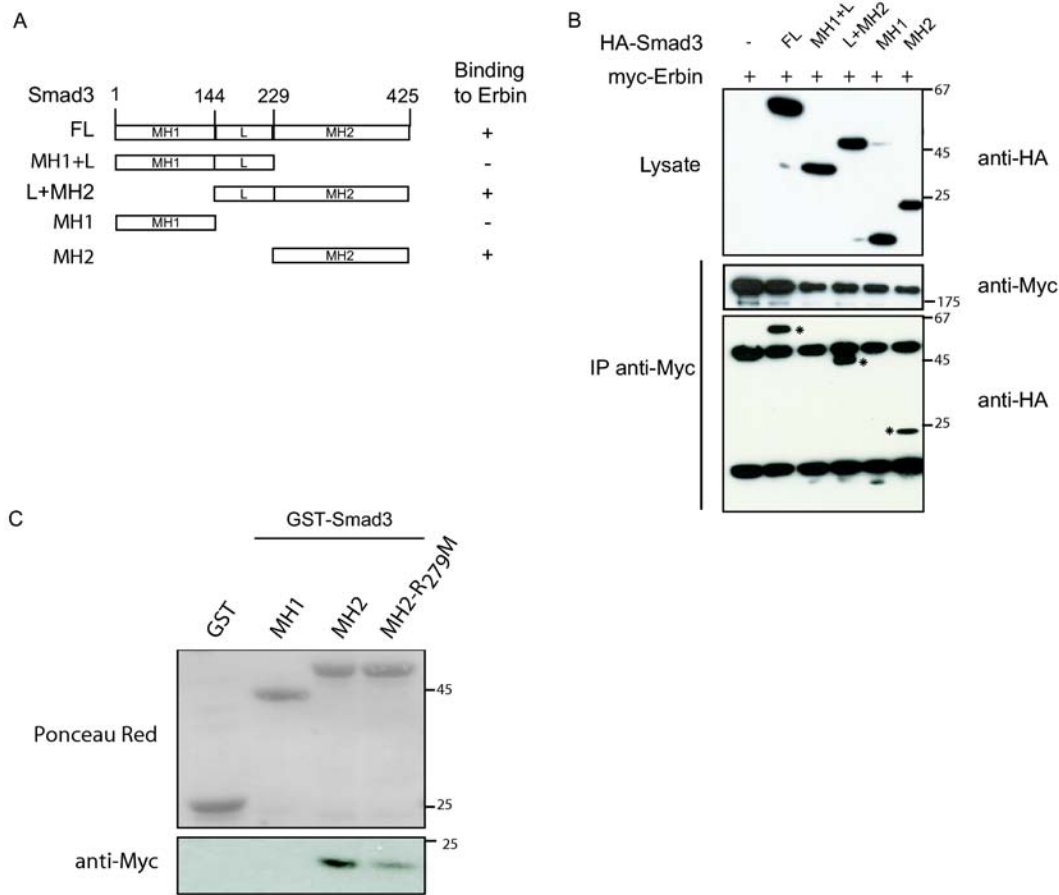 A
Binding
to Erbin
Smad3 1 144 229 425
FL MH1 L MH2 +
MH1+L MH1 L -
L+MH2 L MH2 +
MH1 MH1 -
MH2 MH2 +
B
HA-Smad3 - FL MH1+L L+MH2 MH1 MH2
myc-Erbin + + + + + +
67
Lysate 45 anti-HA
25
anti-Myc
175
67
IP anti-Myc * 45 *
anti-HA
* 25
C
GST-Smad3
GST MH1 MH2 MH2-R279M
45
Ponceau Red
25
25
anti-Myc